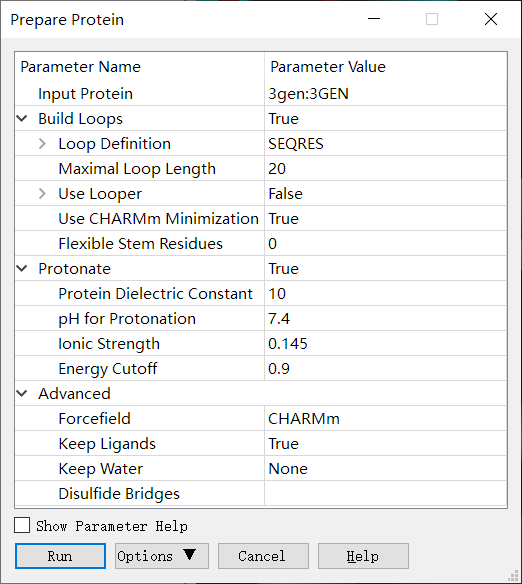 Prepare Protein
Parameter Name Parameter Value
Input Protein 3gen:3GEN
Build Loops True
Loop Definition SEQRES
Maximal Loop Length 20
Use Looper False
Use CHARMm Minimization True
Flexible Stem Residues 0
Protonate True
Protein Dielectric Constant 10
pH for Protonation 7.4
Ionic Strength 0.145
Energy Cutoff 0.9
Advanced
Forcefield CHARMm
Keep Ligands True
Keep Water None
Disulfide Bridges
Show Parameter Help
Run Options ▼ Cancel Help